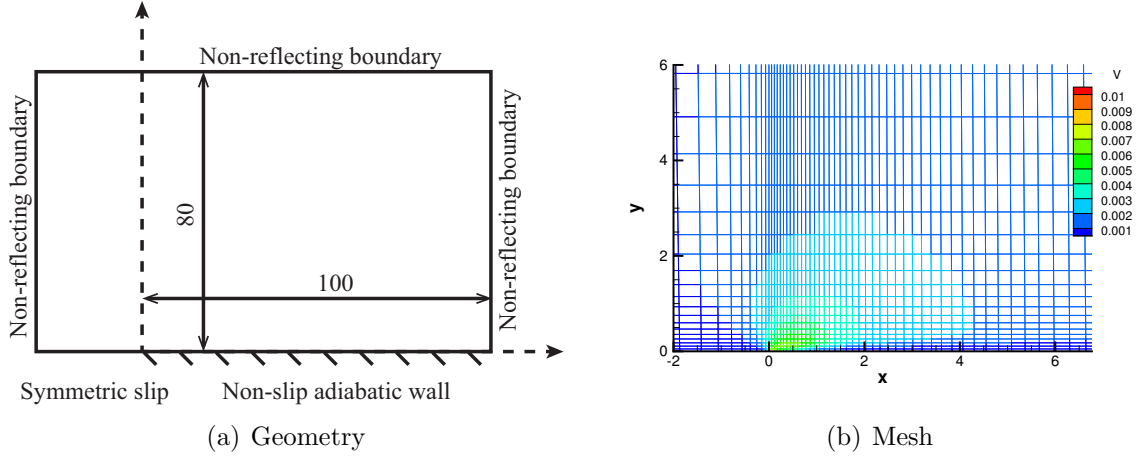 Non-reflecting boundary
Non-reflecting boundary
80
100
Non-reflecting boundary
Symmetric slip
Non-slip adiabatic wall
(a) Geometry
6
4
2
0
y
-2
0
2
4
6
x
V
0.01
0.009
0.008
0.007
0.006
0.005
0.004
0.003
0.002
0.001
(b) Mesh